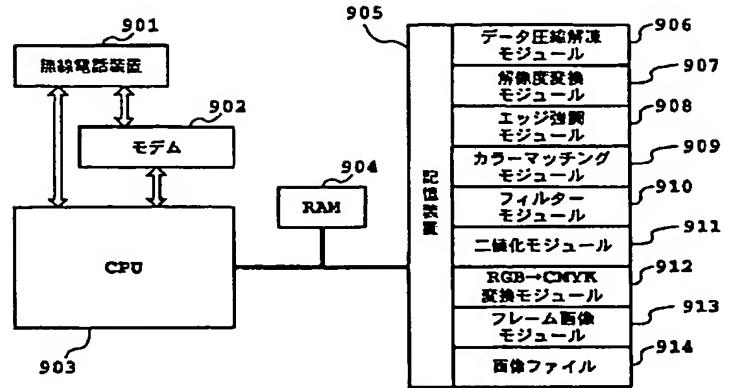 901
無線電話装置
902
モデム
904
RAM
CPU
903
905
記憶装置
データ圧縮解凍
モジュール
906
解像度変換
モジュール
907
エッジ強調
モジュール
908
カラーマッチング
モジュール
909
フィルター
モジュール
910
二値化モジュール
911
RGB→CMYK
変換モジュール
912
フレーム画像
モジュール
913
画像ファイル
914